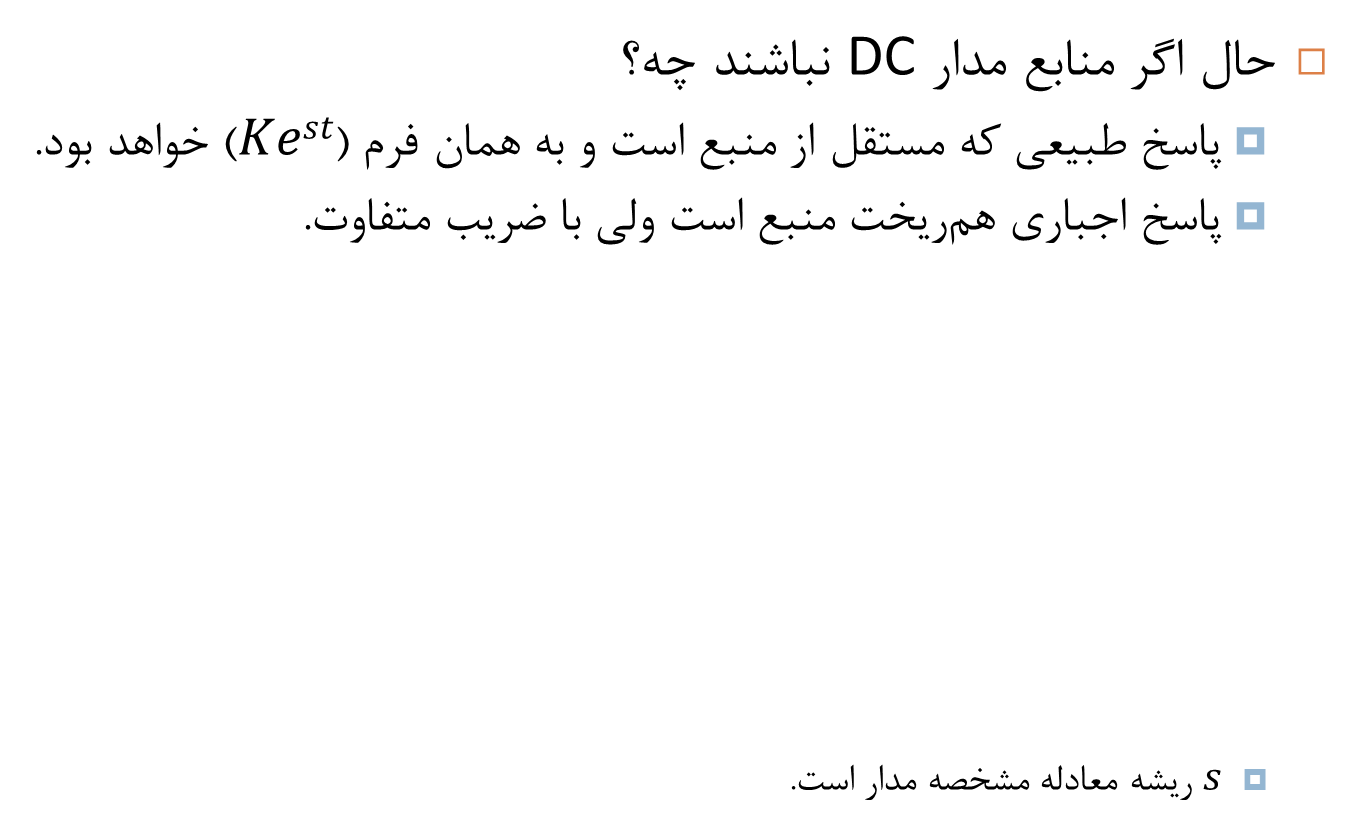 حال اگر منابع مدار DC نباشند چه؟
پاسخ طبیعی که مستقل از منبع است و به همان فرم (Ke^{st}) خواهد بود.
پاسخ اجباری هم‌ریخت منبع است ولی با ضریب متفاوت.
s ریشه معادله مشخصه مدار است.